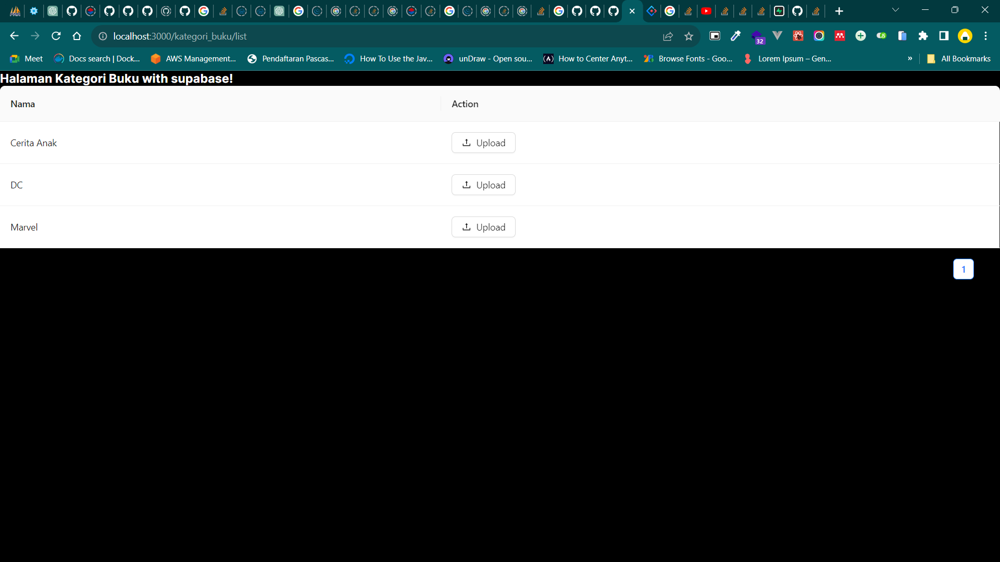 localhost:3000/kategori_buku/list
32
Meet
Docs search | Dock...
AWS Management...
Pendaftaran Pascas...
How To Use the Jav...
unDraw - Open sou...
How to Center Anyt...
Browse Fonts - Goo...
Lorem Ipsum – Gen...
»
All Bookmarks
Halaman Kategori Buku with supabase!
Nama Action
Cerita Anak Upload
DC Upload
Marvel Upload
1